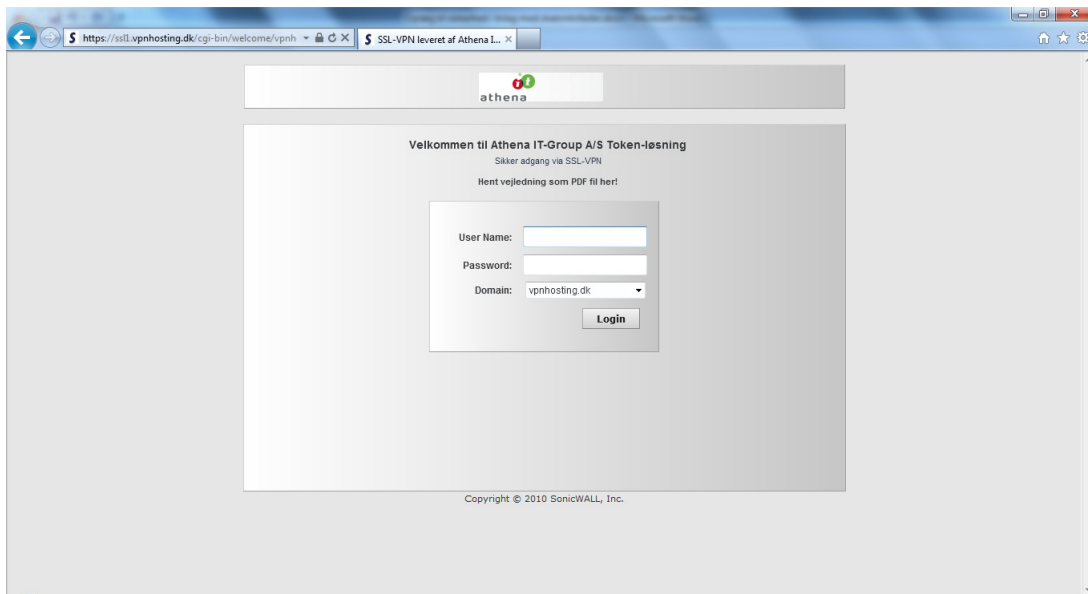 https://ssl1.vpnhosting.dk/cgi-bin/welcome/vpnh
SSL-VPN leveret af Athena I...
athena
Velkommen til Athena IT-Group A/S Token-løsning
Sikker adgang via SSL-VPN
Hent vejledning som PDF fil her!
User Name:
Password:
Domain: vpnhosting.dk
Login
Copyright © 2010 SonicWALL, Inc.